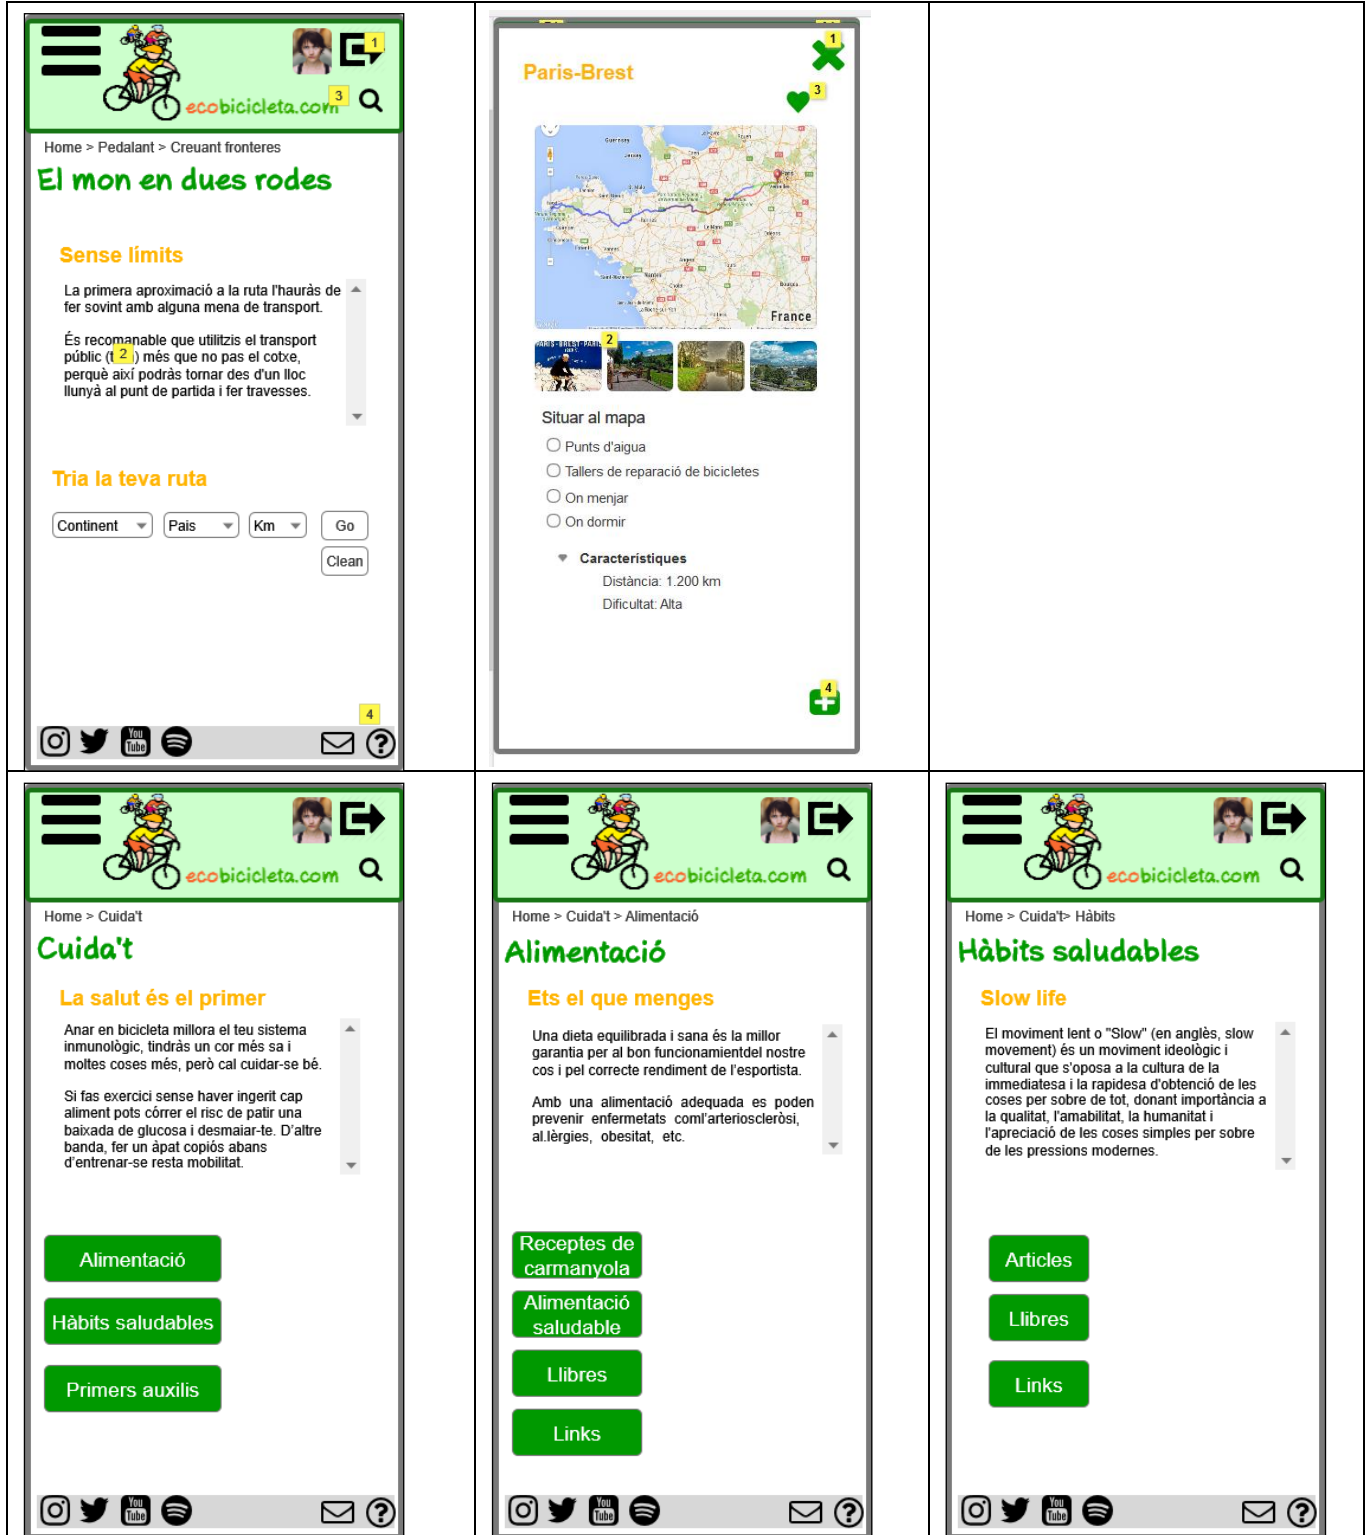 1
3
ecobicicleta.com
Home > Pedalant > Creuant fronteres
El mon en dues rodes
Sense límits
La primera aproximació a la ruta l'hauràs de
fer sovint amb alguna mena de transport.
És recomanable que utilitzis el transport
públic (t 2 ) més que no pas el cotxe,
perquè així podràs tornar des d'un lloc
llunyà al punt de partida i fer travesses.
Tria la teva ruta
Continent
Pais
Km
Go
Clean
4
You
Tube
1
Paris-Brest
3
Paris
France
PARIS-BREST-PARIS
2
Situar al mapa
Punts d'aigua
Tallers de reparació de bicicletes
On menjar
On dormir
Característiques
Distància: 1.200 km
Dificultat: Alta
4
ecobicicleta.com
Home > Cuida't
Cuida't
La salut és el primer
Anar en bicicleta millora el teu sistema
inmunològic, tindràs un cor més sa i
moltes coses més, però cal cuidar-se bé.
Si fas exercici sense haver ingerit cap
aliment pots córrer el risc de patir una
baixada de glucosa i desmaiar-te. D'altre
banda, fer un àpat copiós abans
d'entrenar-se resta mobilitat.
Alimentació
Hàbits saludables
Primers auxilis
You
Tube
ecobicicleta.com
Home > Cuida't > Alimentació
Alimentació
Ets el que menges
Una dieta equilibrada i sana és la millor
garantia per al bon funcionamientdel nostre
cos i pel correcte rendiment de l'esportista.
Amb una alimentació adequada es poden
prevenir enfermetats coml'arterioscleròsi,
al.lèrgies, obesitat, etc.
Receptes de
carmanyola
Alimentació
saludable
Llibres
Links
You
Tube
ecobicicleta.com
Home > Cuida't> Hàbits
Hàbits saludables
Slow life
El moviment lent o "Slow" (en anglès, slow
movement) és un moviment ideològic i
cultural que s'oposa a la cultura de la
immediatesa i la rapidesa d'obtenció de les
coses per sobre de tot, donant importància a
la qualitat, l'amabilitat, la humanitat i
l'apreciació de les coses simples per sobre
de les pressions modernes.
Articles
Llibres
Links
You
Tube